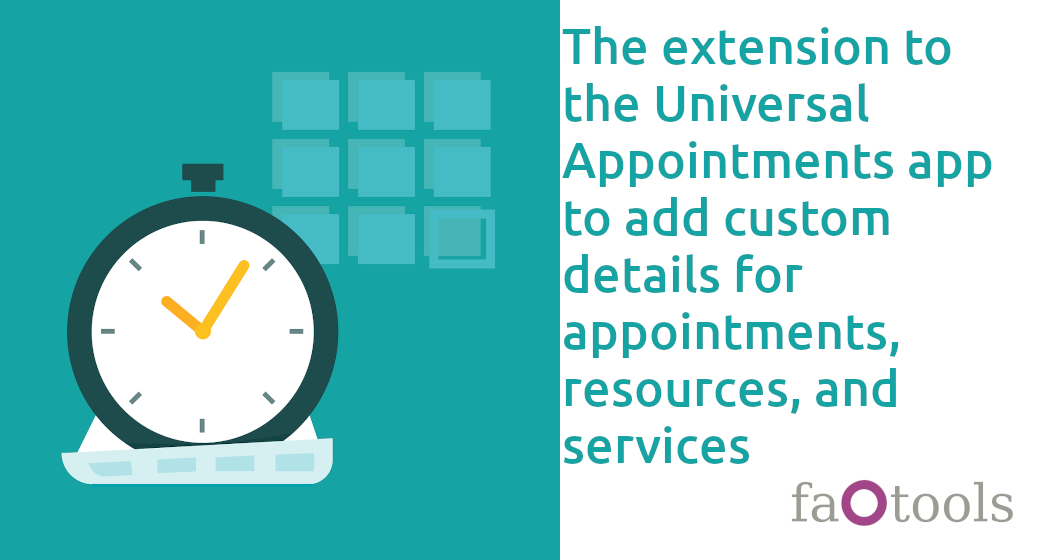 The extension to
the Universal
Appointments app
to add custom
details for
appointments,
resources, and
services
faOtools